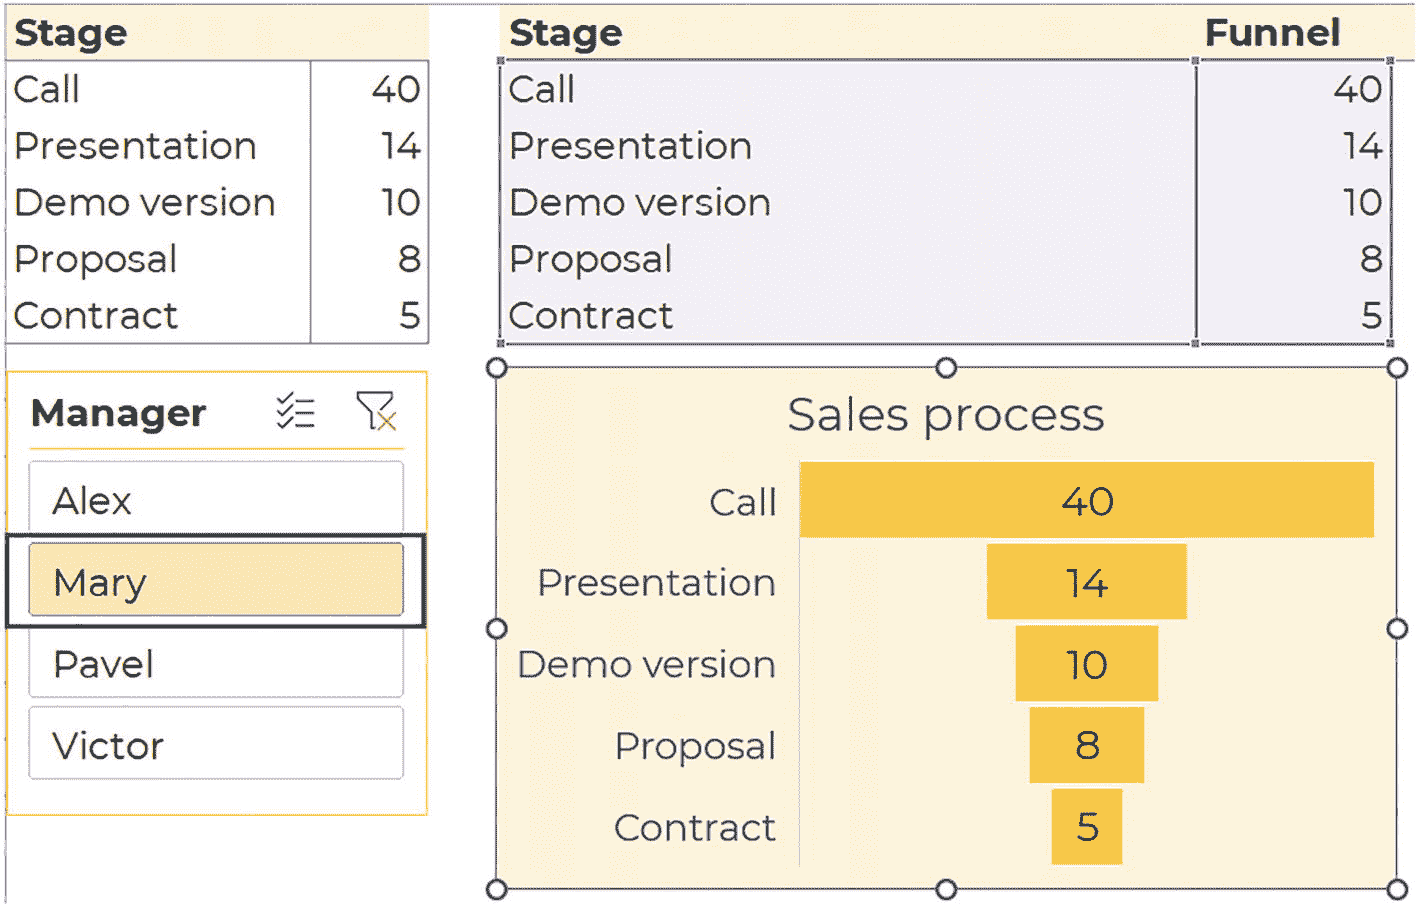 Stage
Call 40
Presentation 14
Demo version 10
Proposal 8
Contract 5
Stage Funnel
Call 40
Presentation 14
Demo version 10
Proposal 8
Contract 5
Manager
Alex
Mary
Pavel
Victor
Sales process
Call 40
Presentation 14
Demo version 10
Proposal 8
Contract 5